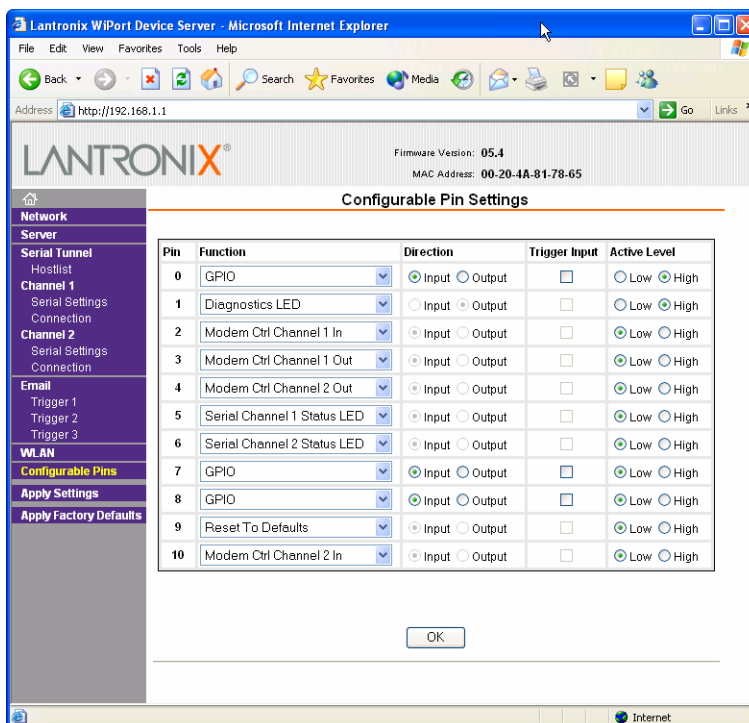 Lantronix WiPort Device Server - Microsoft Internet Explorer
File Edit View Favorites Tools Help
Back Search Favorites Media
Address http://192.168.1.1 Go Links
LANTRONIX®
Firmware Version: 05.4
MAC Address: 00-20-4A-81-78-65
Network
Server
Serial Tunnel
Hostlist
Channel 1
Serial Settings
Connection
Channel 2
Serial Settings
Connection
Email
Trigger 1
Trigger 2
Trigger 3
WLAN
Configurable Pins
Apply Settings
Apply Factory Defaults
Configurable Pin Settings
Pin Function Direction Trigger Input Active Level
0 GPIO Input Output Low High
1 Diagnostics LED Input Output Low High
2 Modem Ctrl Channel 1 In Input Output Low High
3 Modem Ctrl Channel 1 Out Input Output Low High
4 Modem Ctrl Channel 2 Out Input Output Low High
5 Serial Channel 1 Status LED Input Output Low High
6 Serial Channel 2 Status LED Input Output Low High
7 GPIO Input Output Low High
8 GPIO Input Output Low High
9 Reset To Defaults Input Output Low High
10 Modem Ctrl Channel 2 In Input Output Low High
OK
Internet